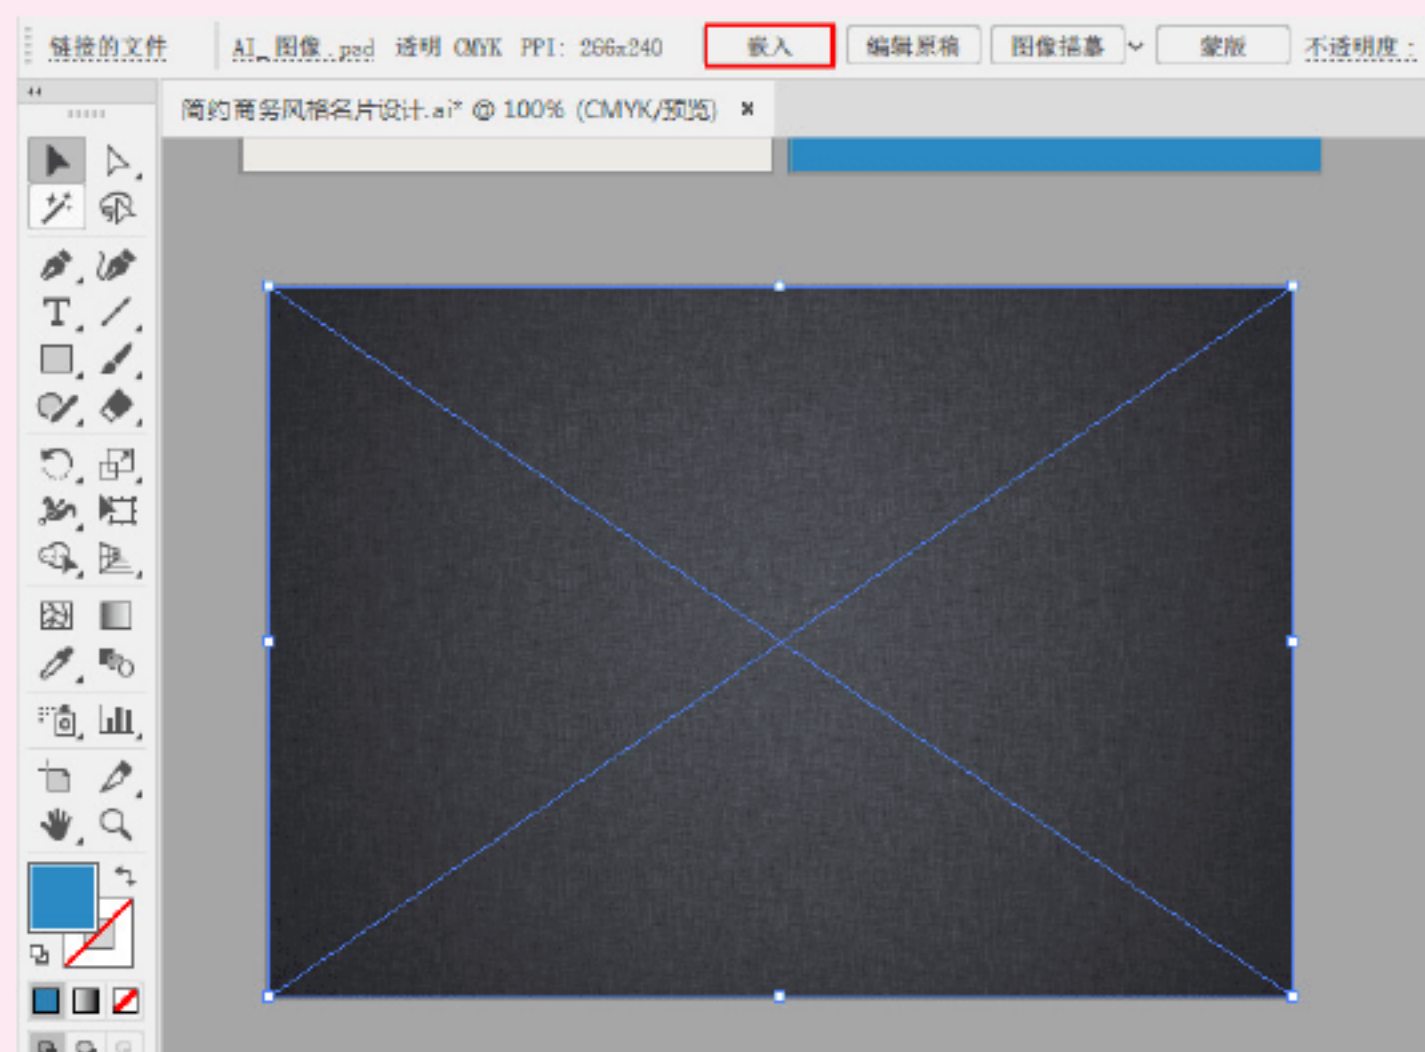 链接的文件 AI_图像.psd 透明 CMYK PPI: 266x240 嵌入 编辑原稿 图像描摹 蒙版 不透明度:
简约商务风格名片设计.ai* @ 100% (CMYK/预览) ×